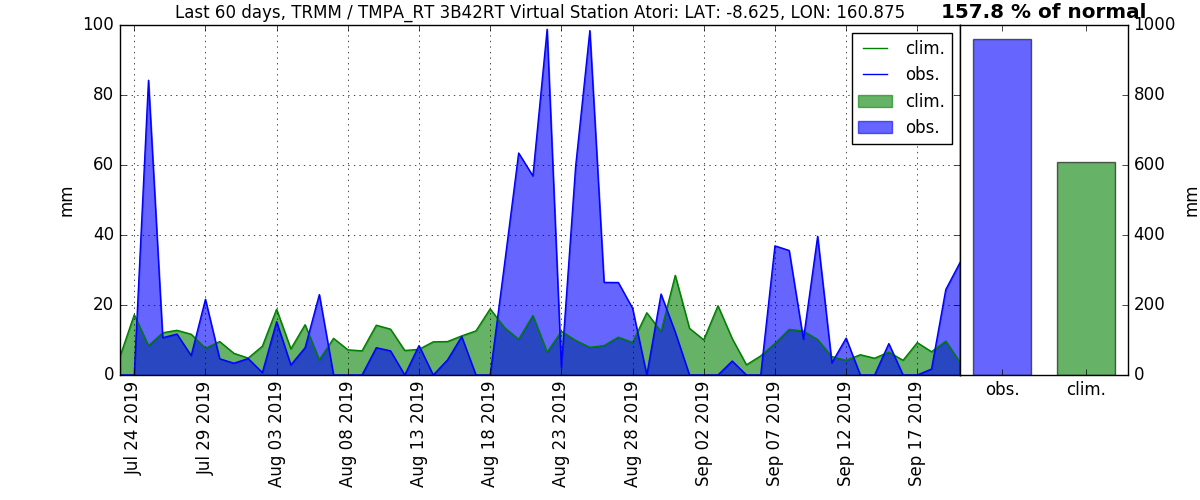 Last 60 days, TRMM / TMPA_RT 3B42RT Virtual Station Atori: LAT: -8.625, LON: 160.875
157.8 % of normal
100
80
60
40
20
0
mm
clim.
obs.
clim.
obs.
1000
800
600
400
200
0
mm
obs.
clim.
Jul 24 2019
Jul 29 2019
Aug 03 2019
Aug 08 2019
Aug 13 2019
Aug 18 2019
Aug 23 2019
Aug 28 2019
Sep 02 2019
Sep 07 2019
Sep 12 2019
Sep 17 2019